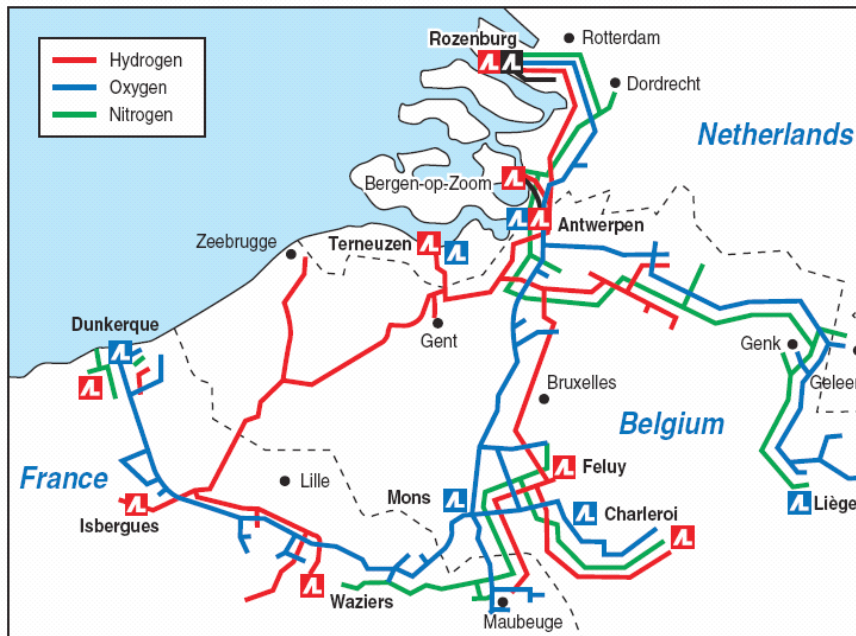 Rozenburg
Rotterdam
Hydrogen
Oxygen
Nitrogen
Dordrecht
Netherlands
Bergen-op-Zoom
Antwerpen
Zeebrugge
Terneuzen
Dunkerque
Gent
Genk
Geleen
Bruxelles
Belgium
France
Lille
Mons
Feluy
Isbergues
Charleroi
Liège
Waziers
Maubeuge